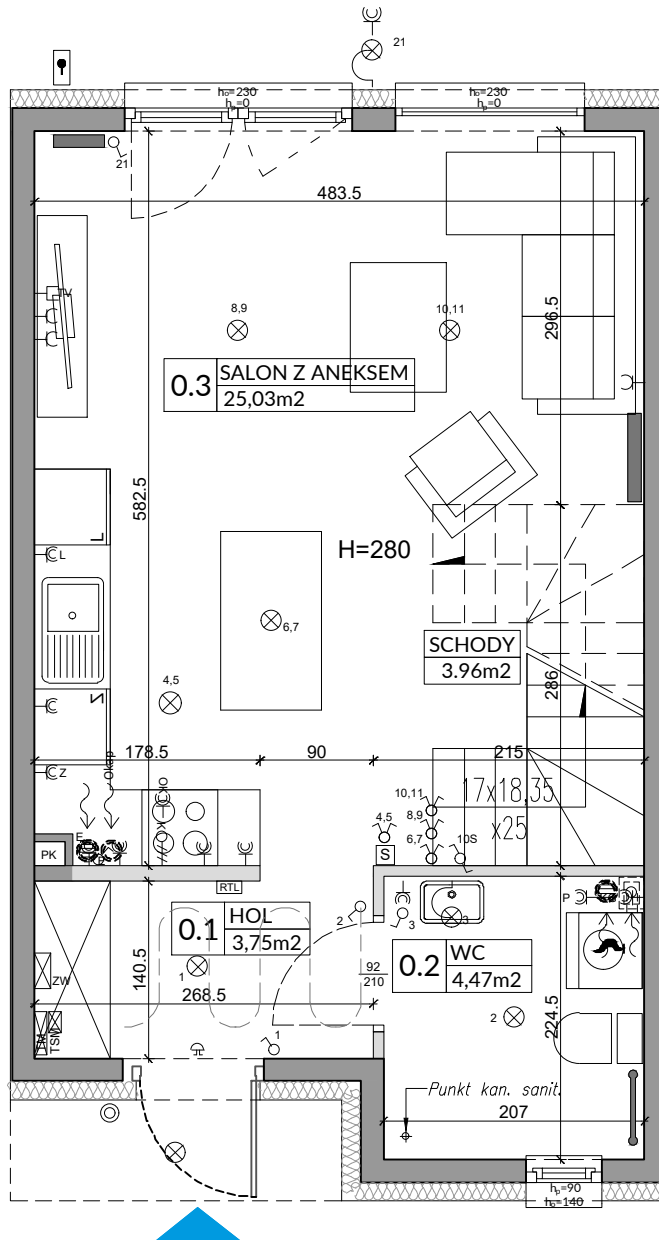 21
h₀=230
hₚ=0
h₀=230
hₚ=0
21
483.5
TV
8,9
10,11
296.5
0.3 SALON Z ANEKSEM
25,03m2
582.5
L
H=280
L
6,7
SCHODY
3.96m2
4,5
286
Z
178.5
90
215
Z
Okap
10,11
17x18,35
x25
8,9
4,5
6,7
10S
E
PK
S
RTL
0.1 HOL
3,75m2
2
3
3
P
0.2 WC
4,47m2
92
210
140.5
1
ZW
268.5
TM
TSM
1
2
224.5
Punkt kan. sanit.
207
hₚ=90
h₀=140